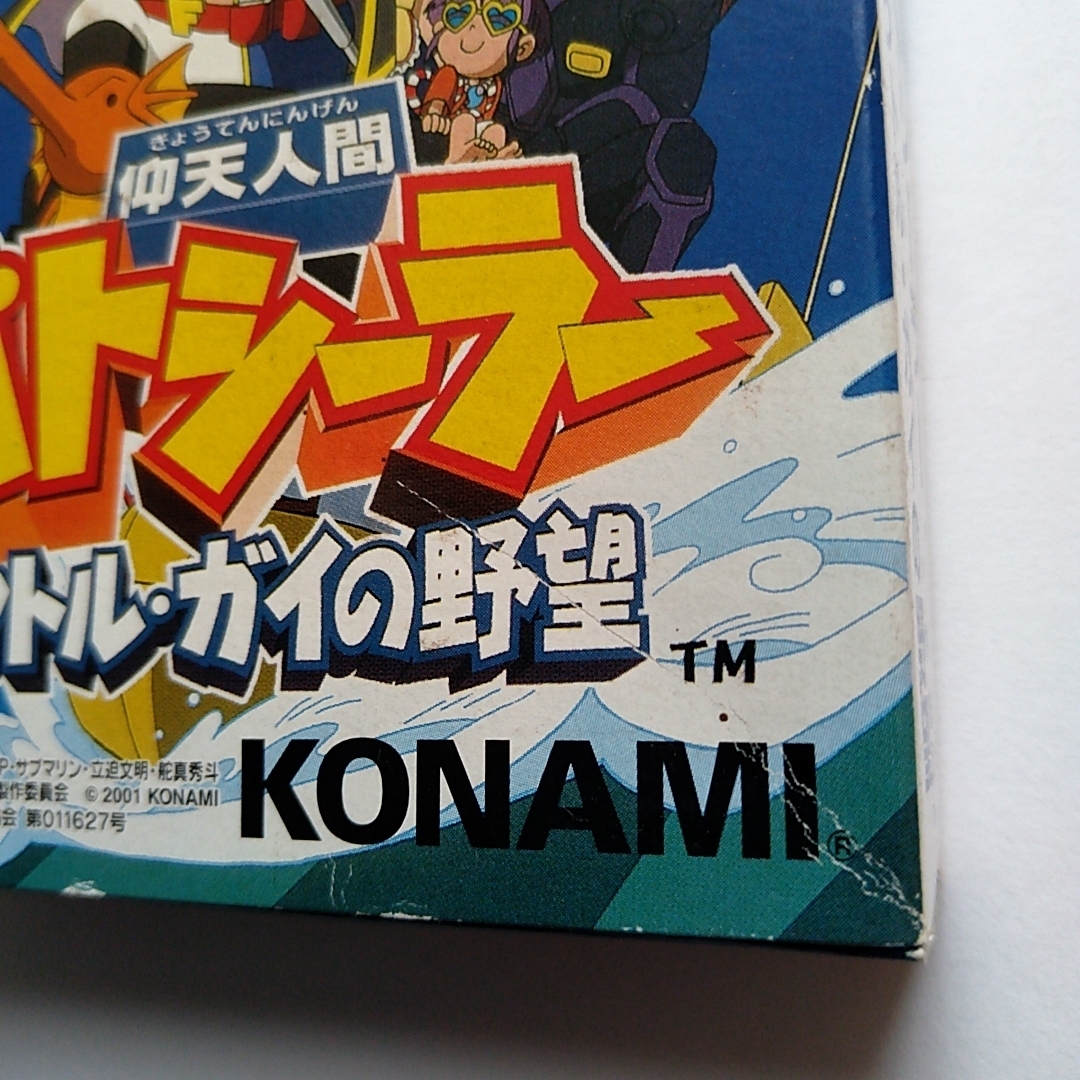 ぎょうてんにんげん
仰天人間
バトシーラー
ントル・ガイの野望
TM
KONAMI
®
P・サブマリン・立迫文明・舵真秀斗
製作委員会 © 2001 KONAMI
会 第011627号